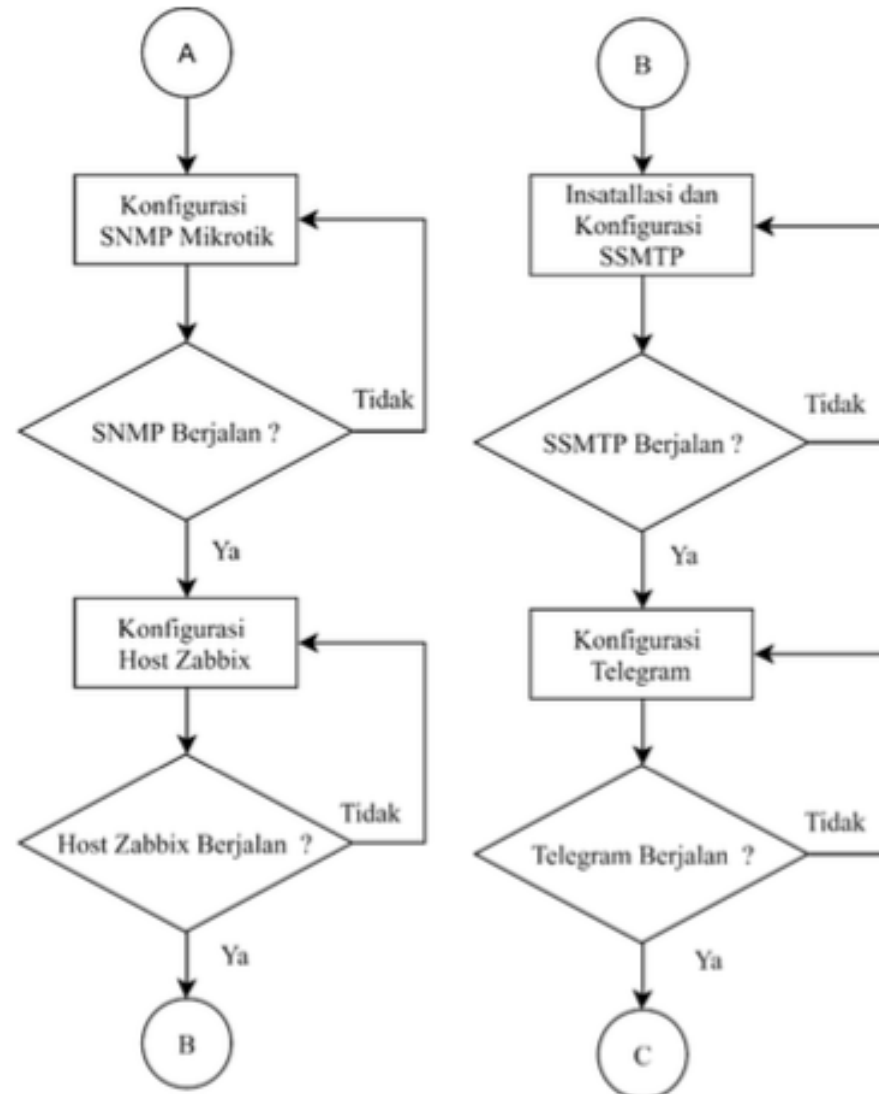 A
Konfigurasi
SNMP Mikrotik
SNMP Berjalan ?
Tidak
Ya
Konfigurasi
Host Zabbix
Host Zabbix Berjalan ?
Tidak
Ya
B
B
Insatallasi dan
Konfigurasi
SSMTP
SSMTP Berjalan ?
Tidak
Ya
Konfigurasi
Telegram
Telegram Berjalan ?
Tidak
Ya
C